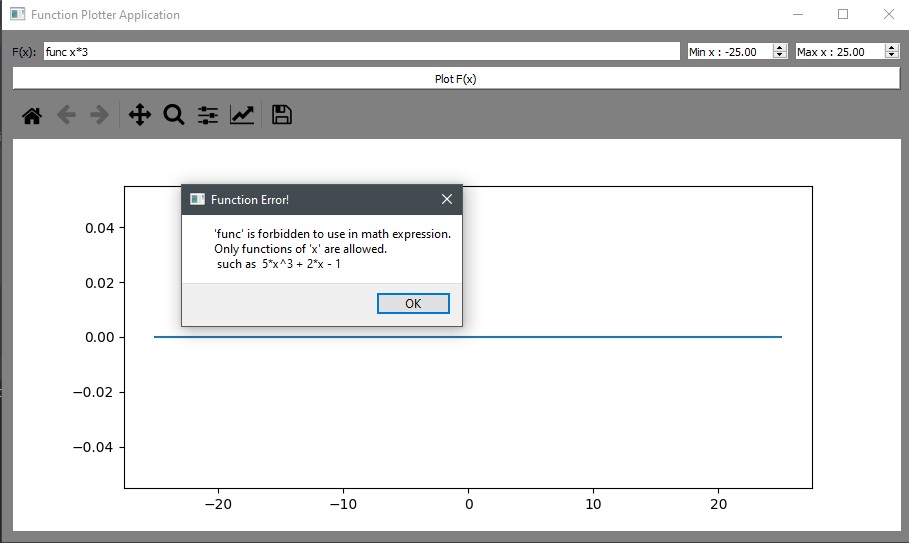 Function Plotter Application
F(x): func x*3 Min x : -25.00 Max x : 25.00
Plot F(x)
Function Error!
'func' is forbidden to use in math expression.
Only functions of 'x' are allowed.
such as 5*x^3 + 2*x - 1
OK
0.04
0.02
0.00
−0.02
−0.04
−20 −10 0 10 20